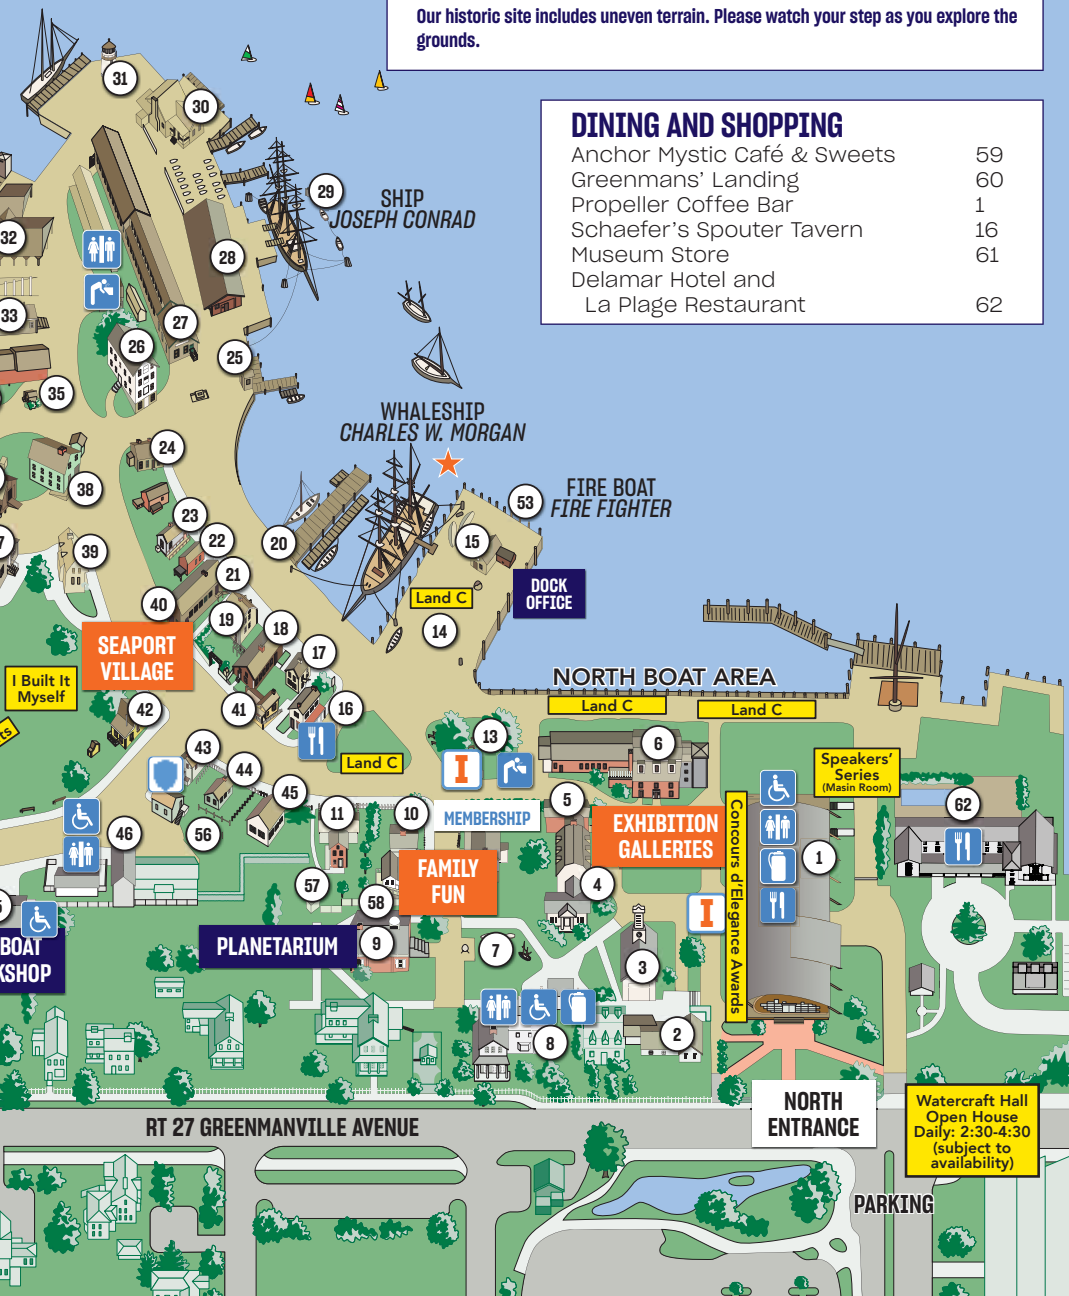 Our historic site includes uneven terrain. Please watch your step as you explore the
grounds.
DINING AND SHOPPING
Anchor Mystic Café & Sweets 59
Greenmans’ Landing 60
Propeller Coffee Bar 1
Schaefer’s Spouter Tavern 16
Museum Store 61
Delamar Hotel and
La Plage Restaurant 62
31
30
29
SHIP
JOSEPH CONRAD
32
28
33
27
26
25
35
WHALESHIP
CHARLES W. MORGAN
24
38
FIRE BOAT
FIRE FIGHTER
53
23
22
20
15
39
7
21
DOCK
OFFICE
Land C
40
19
18
14
17
SEAPORT
VILLAGE
I Built It
Myself
NORTH BOAT AREA
Land C
Land C
42
41
16
ts
13
6
43
Land C
44
Speakers’
Series
(Masin Room)
45
5
62
11
10
MEMBERSHIP
46
56
EXHIBITION
GALLERIES
Concours d’Elegance Awards
1
FAMILY
FUN
57
58
4
5
BOAT
KSHOP
PLANETARIUM
9
7
3
8
2
NORTH
ENTRANCE
Watercraft Hall
Open House
Daily: 2:30-4:30
(subject to
availability)
RT 27 GREENMANVILLE AVENUE
PARKING